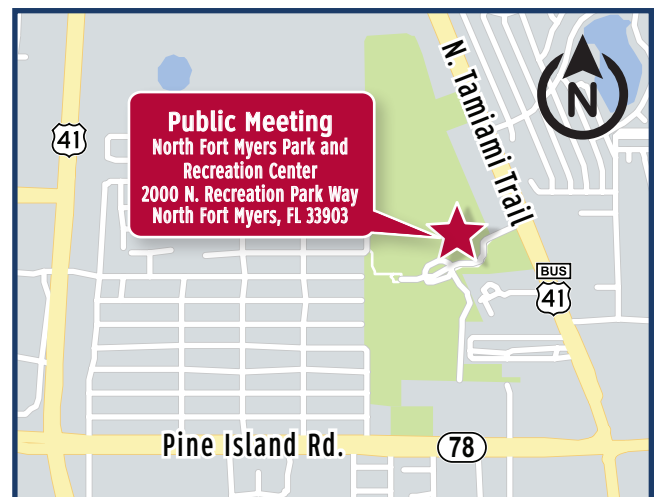 N. Tamiami Trail
N
41
Public Meeting
North Fort Myers Park and
Recreation Center
2000 N. Recreation Park Way
North Fort Myers, FL 33903
BUS
41
Pine Island Rd.
78